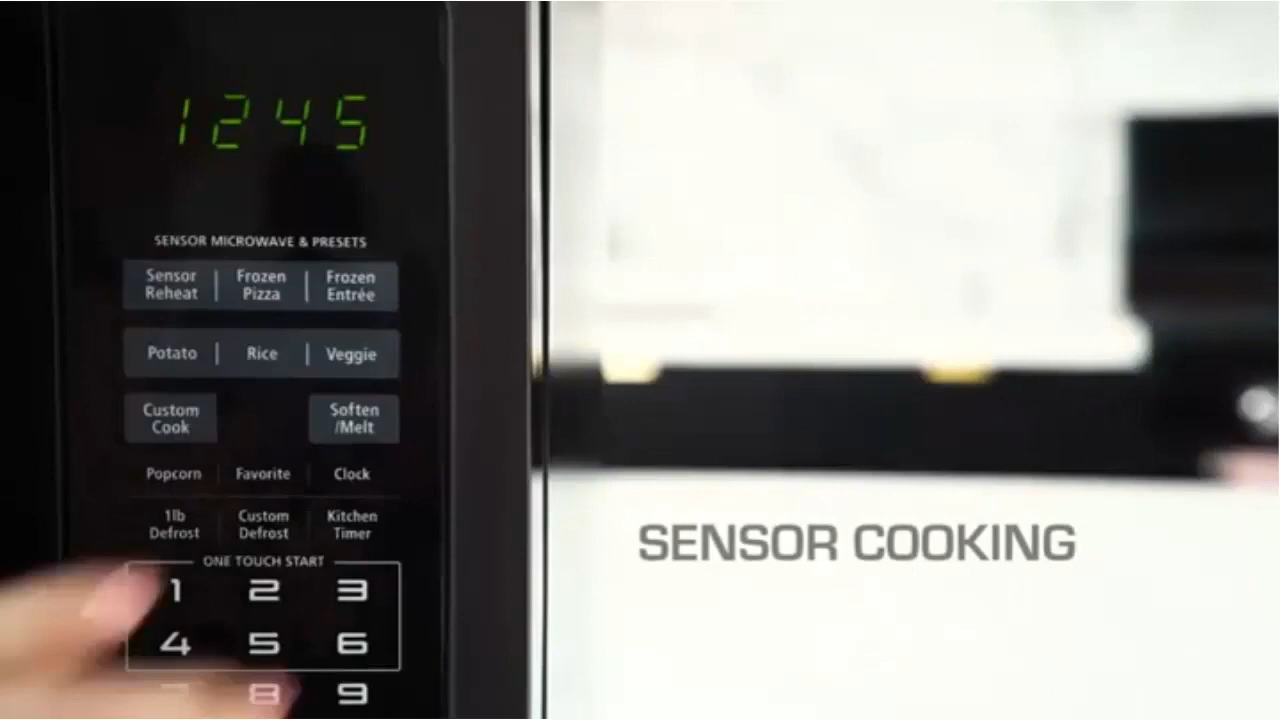 1245
SENSOR MICROWAVE & PRESETS
Sensor Reheat | Frozen Pizza | Frozen Entrée
Potato | Rice | Veggie
Custom Cook
Soften /Melt
Popcorn | Favorite | Clock
1lb Defrost | Custom Defrost | Kitchen Timer
ONE TOUCH START
1 2 3
4 5 6
8 9
SENSOR COOKING